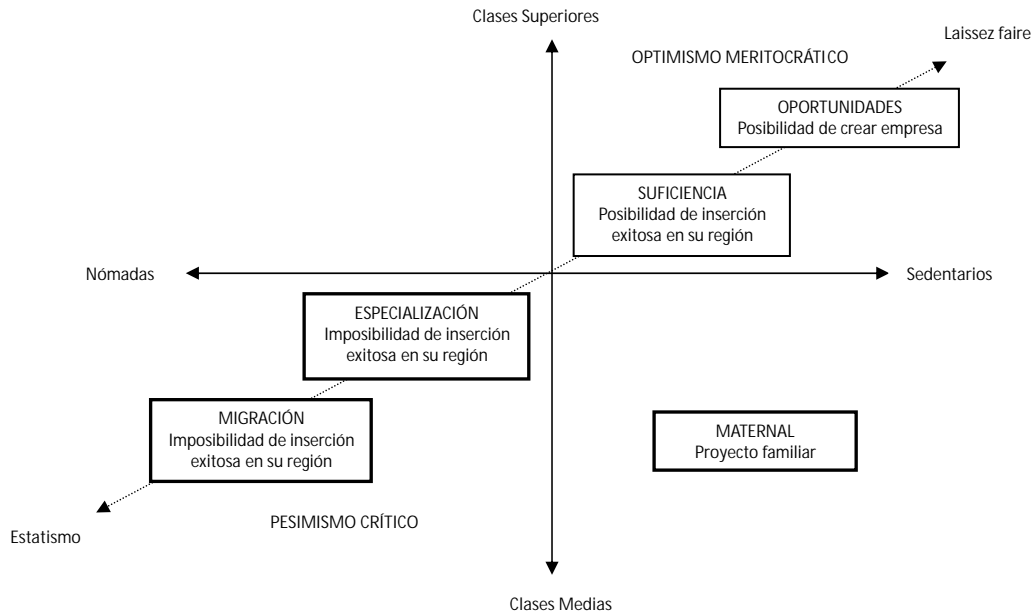 Clases Superiores
Laissez faire
OPTIMISMO MERITOCRÁTICO
OPORTUNIDADES
Posibilidad de crear empresa
SUFICIENCIA
Posibilidad de inserción
exitosa en su región
Nómadas
Sedentarios
ESPECIALIZACIÓN
Imposibilidad de inserción
exitosa en su región
MIGRACIÓN
Imposibilidad de inserción
exitosa en su región
MATERNAL
Proyecto familiar
PESIMISMO CRÍTICO
Estatismo
Clases Medias